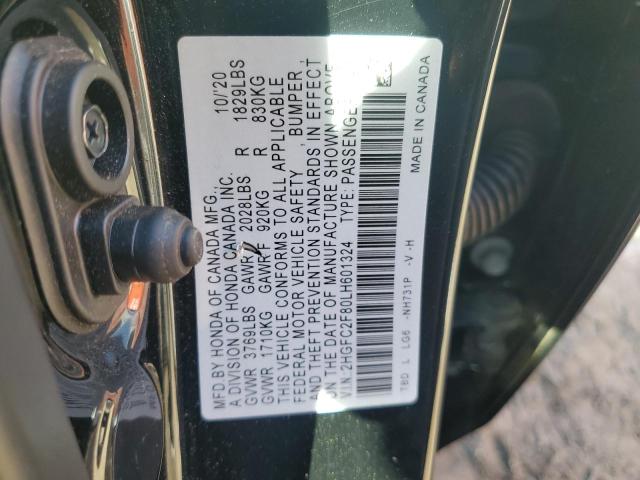 MFD.BY HONDA OF CANADA MFG., 10/'20
A DIVISION OF HONDA CANADA INC.
GVWR 3769LBS GAWR F 2028LBS R 1829LBS
GVWR 1710KG GAWR F 920KG R 830KG
THIS VEHICLE CONFORMS TO ALL APPLICABLE
FEDERAL MOTOR VEHICLE SAFETY, BUMPER,
AND THEFT PREVENTION STANDARDS IN EFFECT
ON THE DATE OF MANUFACTURE SHOWN ABOVE.
V.I.N.:2HGFC2F80LH601324 TYPE: PASSENGE
MADE IN CANADA
TBD L LG6 -NH731P -V -H